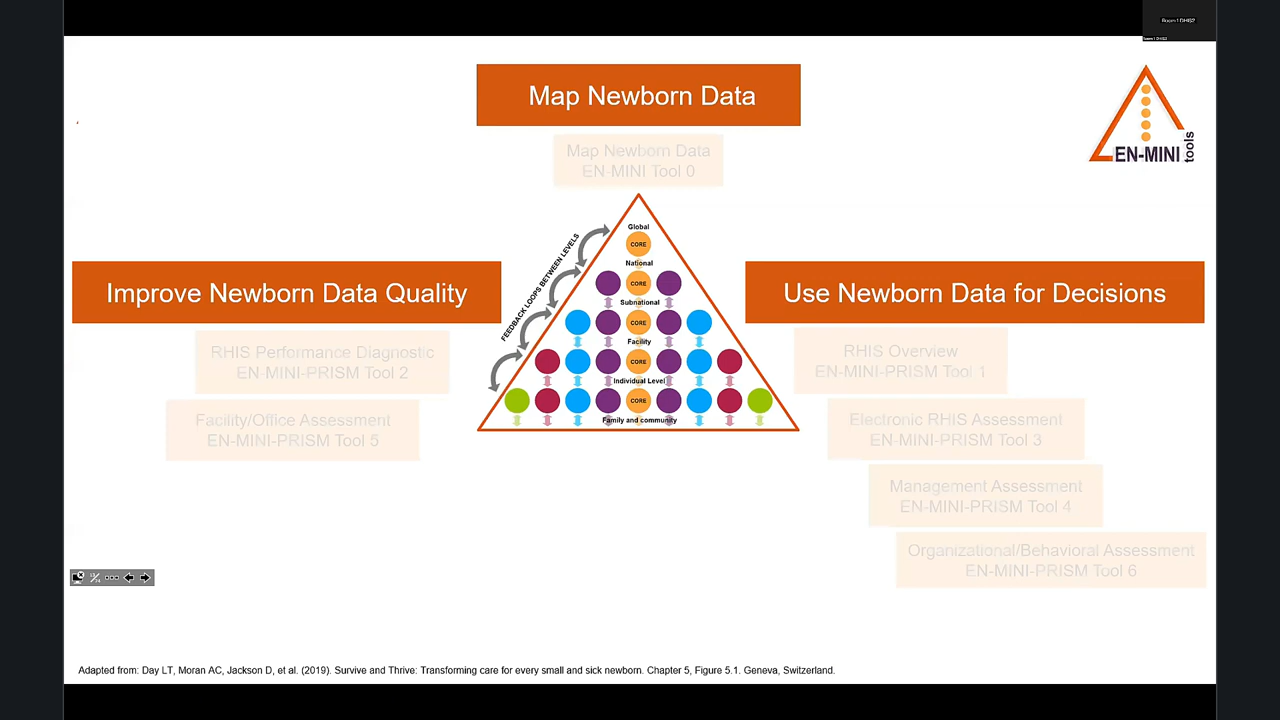 Room 1 DHIS2
Room 1 DHIS2
Map Newborn Data
Map Newborn Data
EN-MINI Tool 0
EN-MINI
tools
Global
CORE
National
CORE
Subnational
CORE
Facility
CORE
Individual Level
CORE
Family and community
FEEDBACK LOOPS BETWEEN LEVELS
Improve Newborn Data Quality
RHIS Performance Diagnostic
EN-MINI-PRISM Tool 2
Facility/Office Assessment
EN-MINI-PRISM Tool 5
Use Newborn Data for Decisions
RHIS Overview
EN-MINI-PRISM Tool 1
Electronic RHIS Assessment
EN-MINI-PRISM Tool 3
Management Assessment
EN-MINI-PRISM Tool 4
Organizational/Behavioral Assessment
EN-MINI-PRISM Tool 6
Adapted from: Day LT, Moran AC, Jackson D, et al. (2019). Survive and Thrive: Transforming care for every small and sick newborn. Chapter 5, Figure 5.1. Geneva, Switzerland.